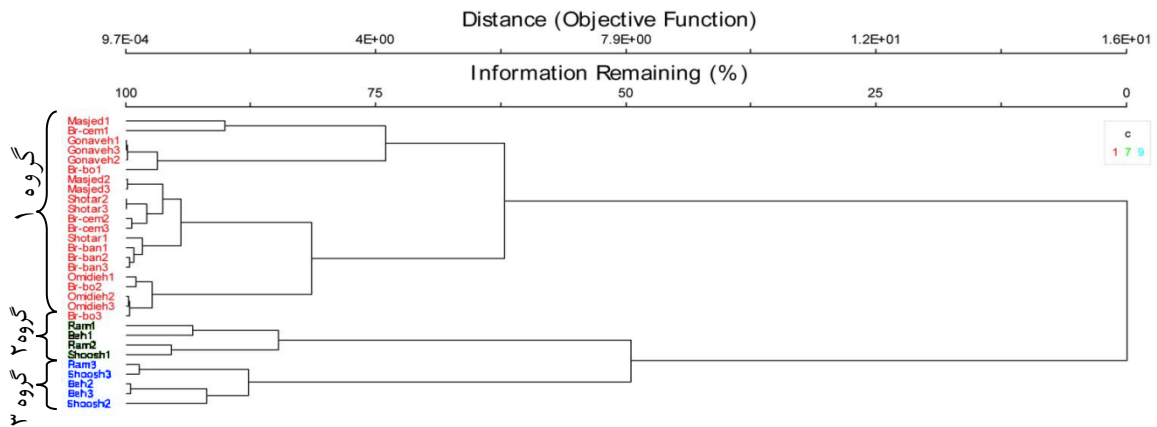 Distance (Objective Function)
9.7E-04 4E+00 7.9E+00 1.2E+01 1.6E+01
Information Remaining (%)
100 75 50 25 0
Masjed1
Br-cem1
Gonaveh1
Gonaveh3
Gonaveh2
Br-bo1
Masjed2
Masjed3
Shotar2
Shotar3
Br-cem2
Br-cem3
Shotar1
Br-ban1
Br-ban2
Br-ban3
Omidieh1
Br-bo2
Omidieh2
Omidieh3
Br-bo3
Ram1
Beh1
Ram2
Shoosh1
Ram3
Shoosh3
Beh2
Beh3
Shoosh2
گروه ۱
گروه ۲
گروه ۳
c
1 7 9